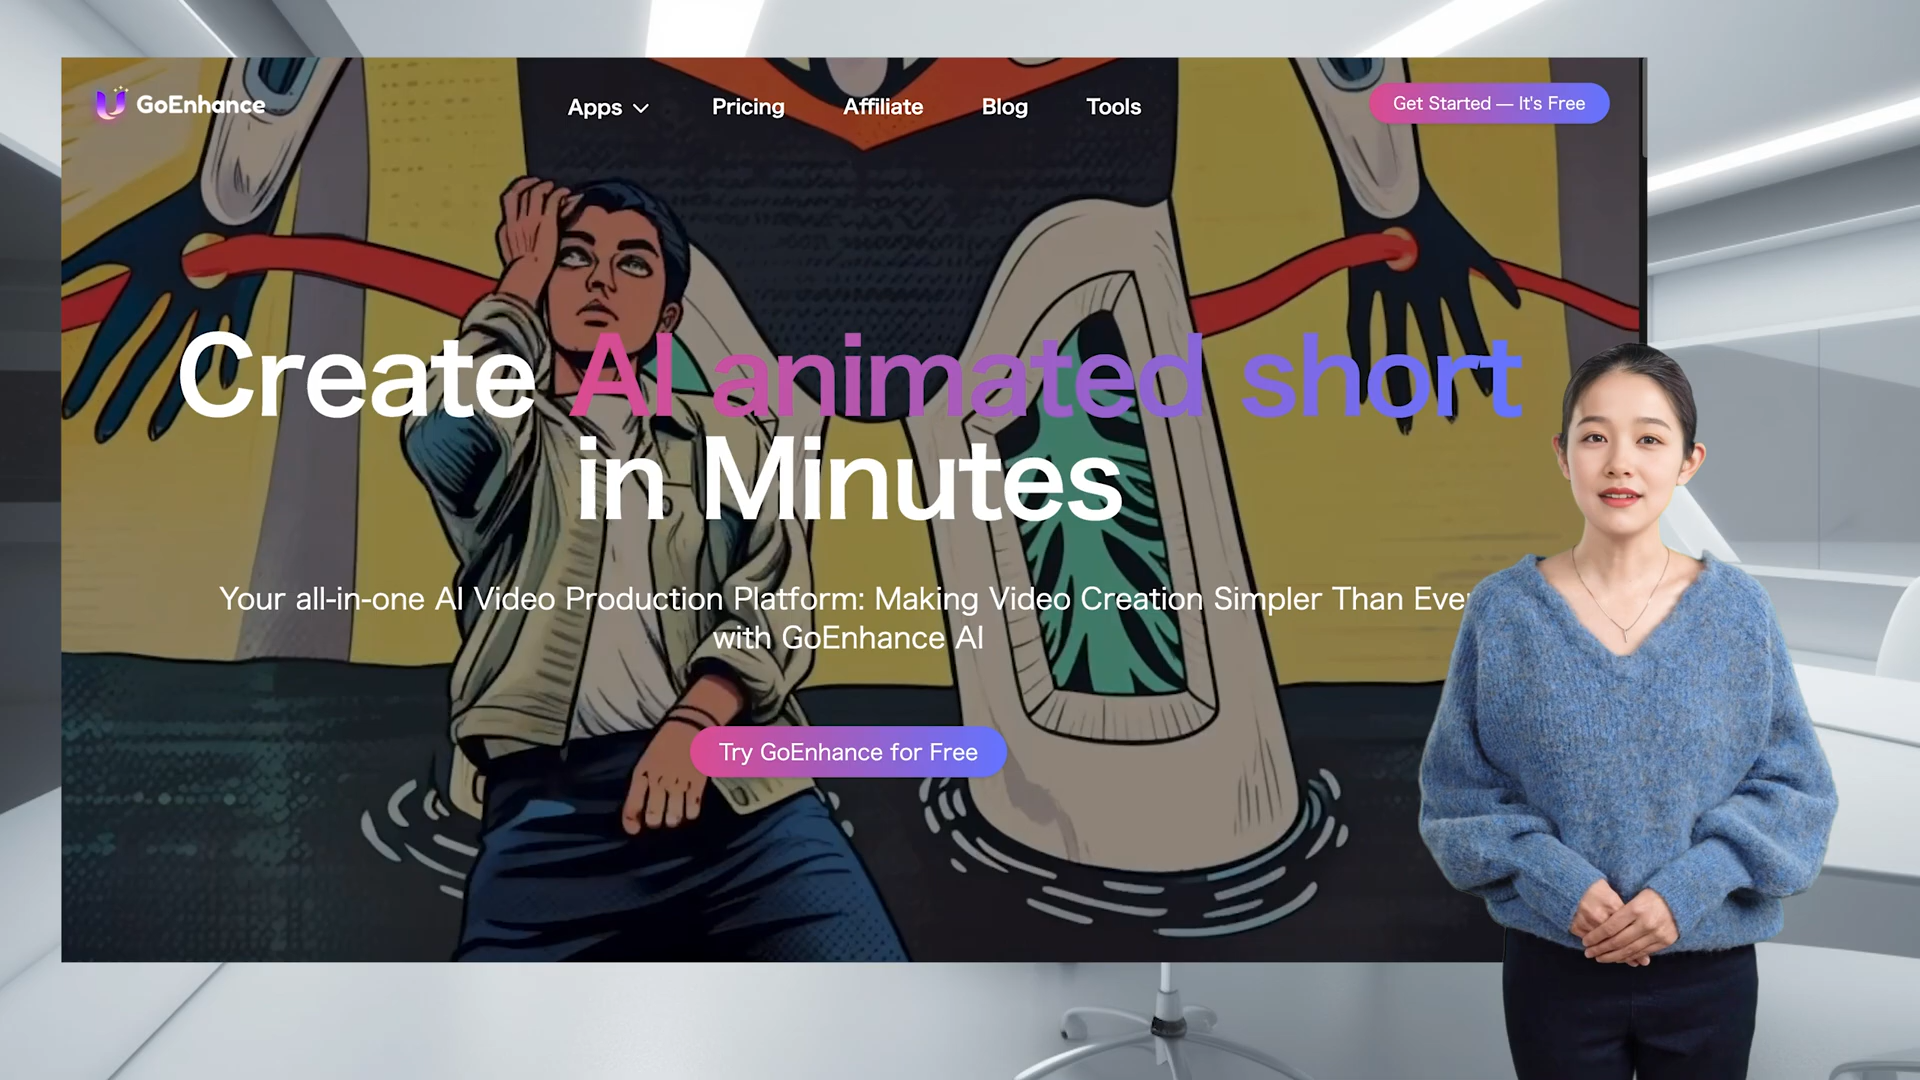 GoEnhance
Apps
Pricing
Affiliate
Blog
Tools
Get Started — It's Free
Create AI animated short
in Minutes
Your all-in-one AI Video Production Platform: Making Video Creation Simpler Than Ever
with GoEnhance AI
Try GoEnhance for Free